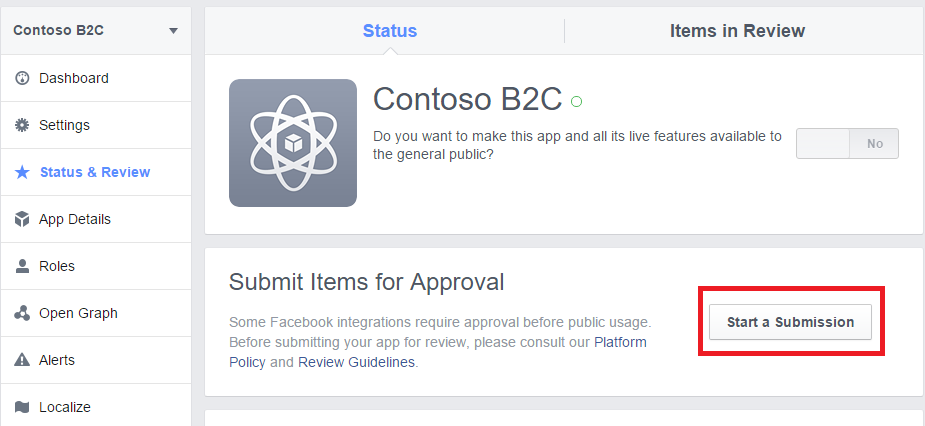 Contoso B2C
Dashboard
Settings
Status & Review
App Details
Roles
Open Graph
Alerts
Localize
Status
Items in Review
Contoso B2C
Do you want to make this app and all its live features available to
the general public?
No
Submit Items for Approval
Some Facebook integrations require approval before public usage.
Before submitting your app for review, please consult our Platform
Policy and Review Guidelines.
Start a Submission